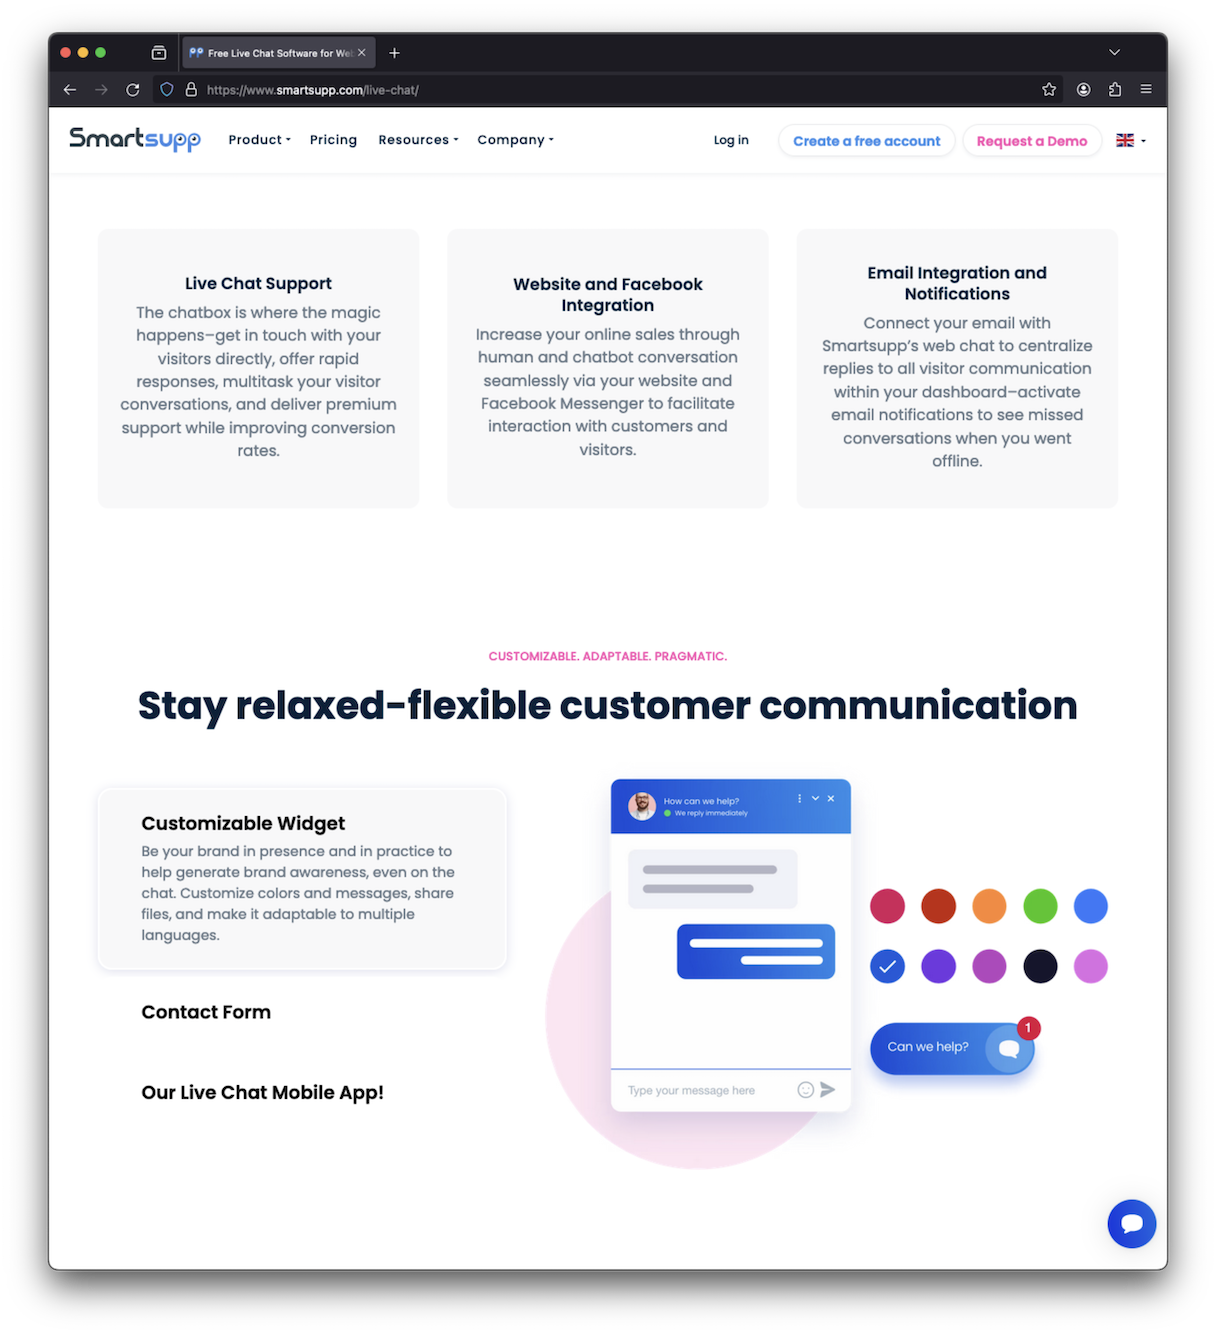 Free Live Chat Software for Web
https://www.smartsupp.com/live-chat/
Smartsupp
Product
Pricing
Resources
Company
Log in
Create a free account
Request a Demo
Live Chat Support
The chatbox is where the magic
happens–get in touch with your
visitors directly, offer rapid
responses, multitask your visitor
conversations, and deliver premium
support while improving conversion
rates.
Website and Facebook
Integration
Increase your online sales through
human and chatbot conversation
seamlessly via your website and
Facebook Messenger to facilitate
interaction with customers and
visitors.
Email Integration and
Notifications
Connect your email with
Smartsupp’s web chat to centralize
replies to all visitor communication
within your dashboard–activate
email notifications to see missed
conversations when you went
offline.
CUSTOMIZABLE. ADAPTABLE. PRAGMATIC.
Stay relaxed–flexible customer communication
Customizable Widget
Be your brand in presence and in practice to
help generate brand awareness, even on the
chat. Customize colors and messages, share
files, and make it adaptable to multiple
languages.
Contact Form
Our Live Chat Mobile App!
How can we help?
We reply immediately
Type your message here
Can we help?
1